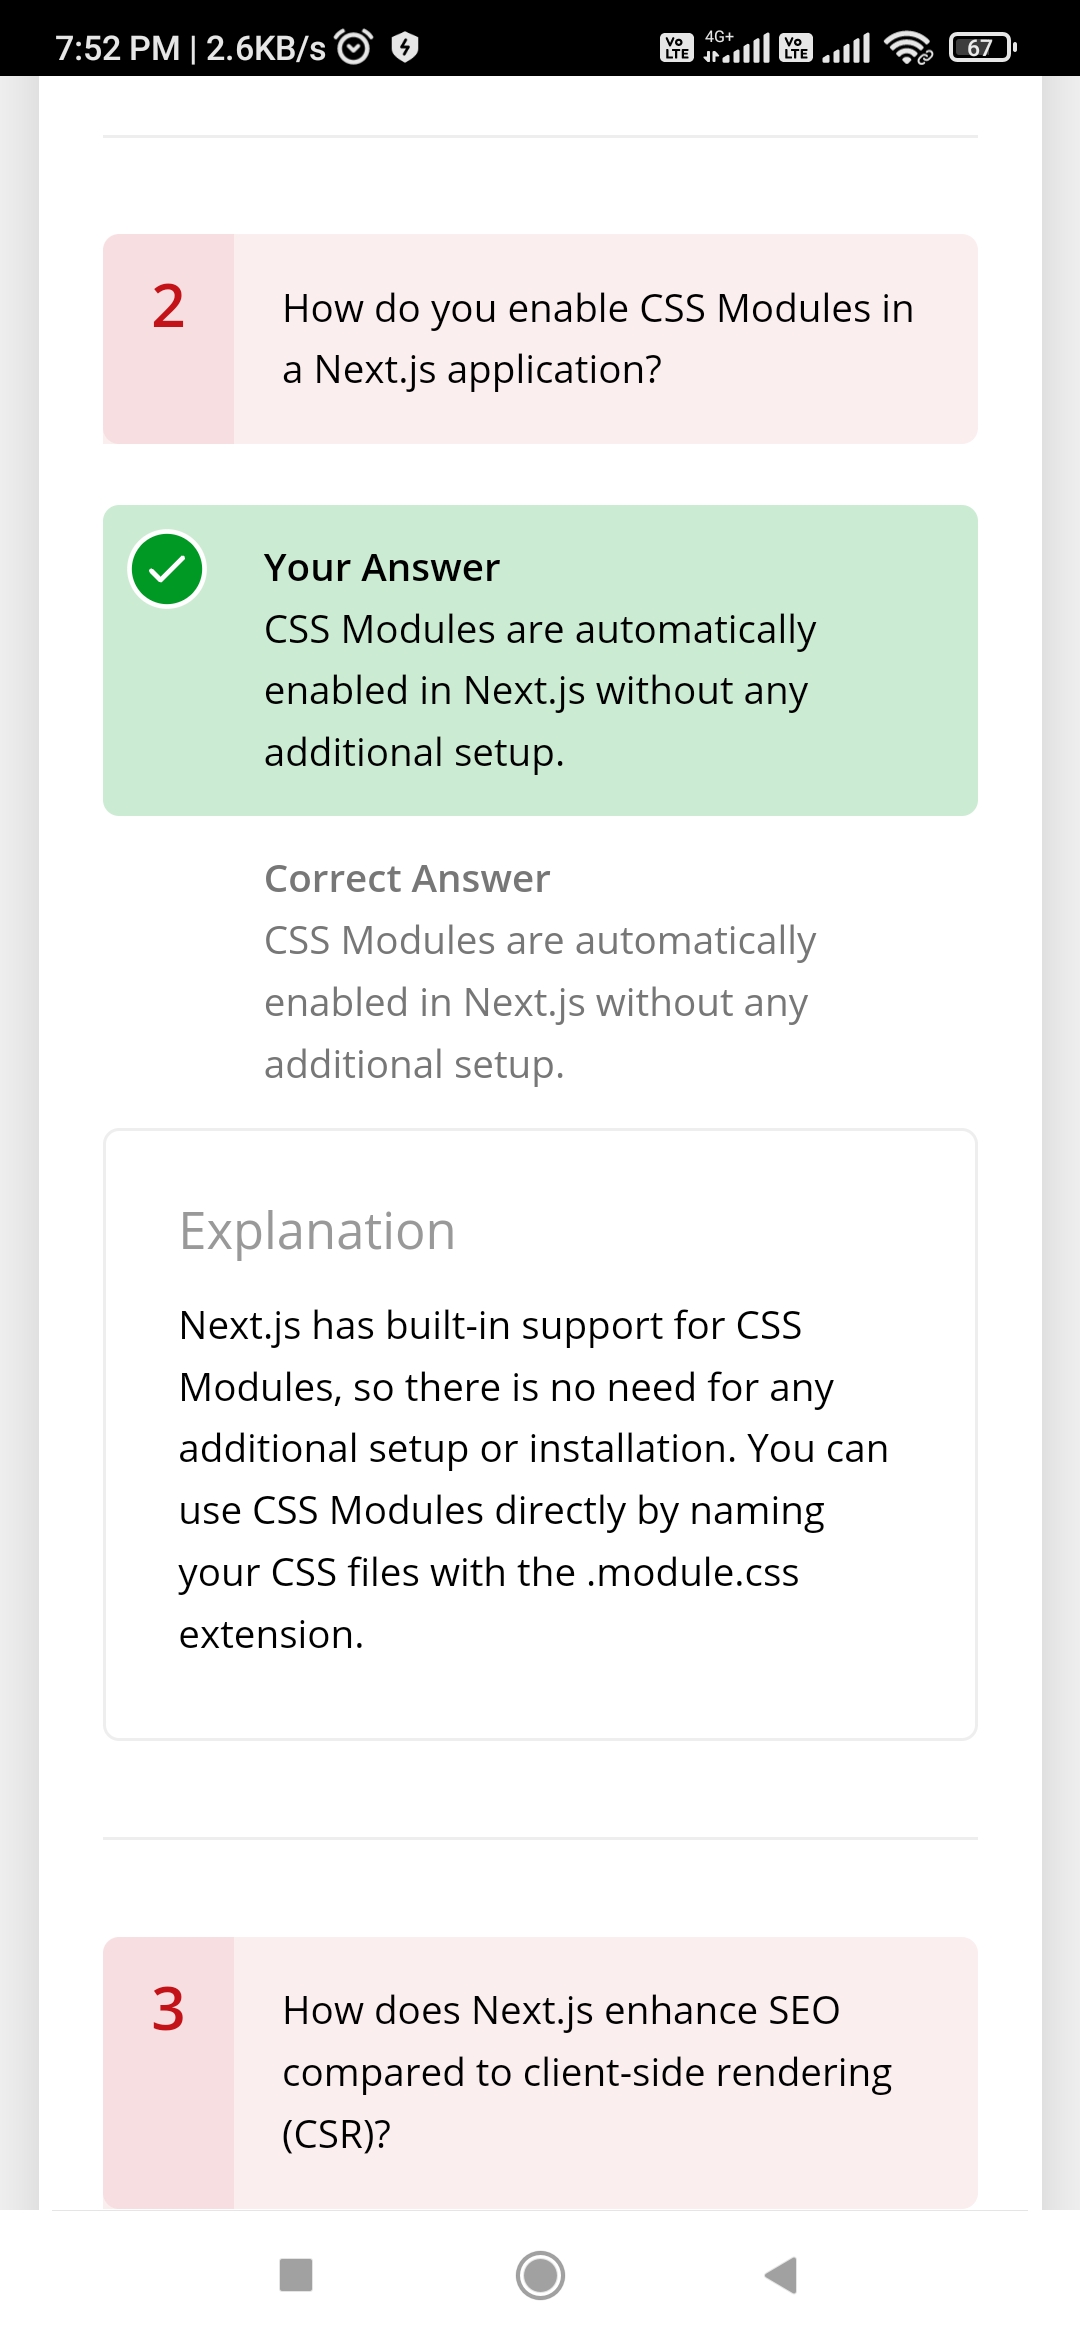 7:52 PM | 2.6KB/s
Vo LTE 4G+ Vo LTE 67
2
How do you enable CSS Modules in
a Next.js application?
Your Answer
CSS Modules are automatically
enabled in Next.js without any
additional setup.
Correct Answer
CSS Modules are automatically
enabled in Next.js without any
additional setup.
Explanation
Next.js has built-in support for CSS
Modules, so there is no need for any
additional setup or installation. You can
use CSS Modules directly by naming
your CSS files with the .module.css
extension.
3
How does Next.js enhance SEO
compared to client-side rendering
(CSR)?